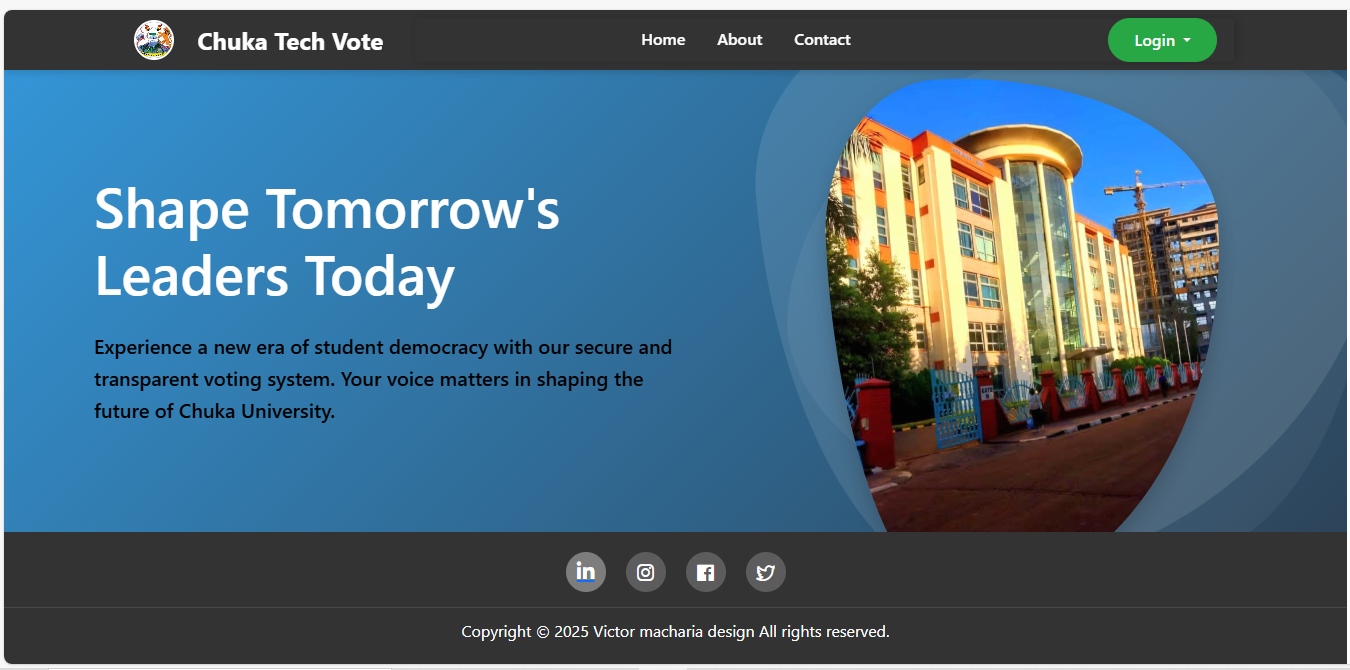 Chuka Tech Vote
Home
About
Contact
Login
Shape Tomorrow's
Leaders Today
Experience a new era of student democracy with our secure and
transparent voting system. Your voice matters in shaping the
future of Chuka University.
in
Copyright © 2025 Victor macharia design All rights reserved.